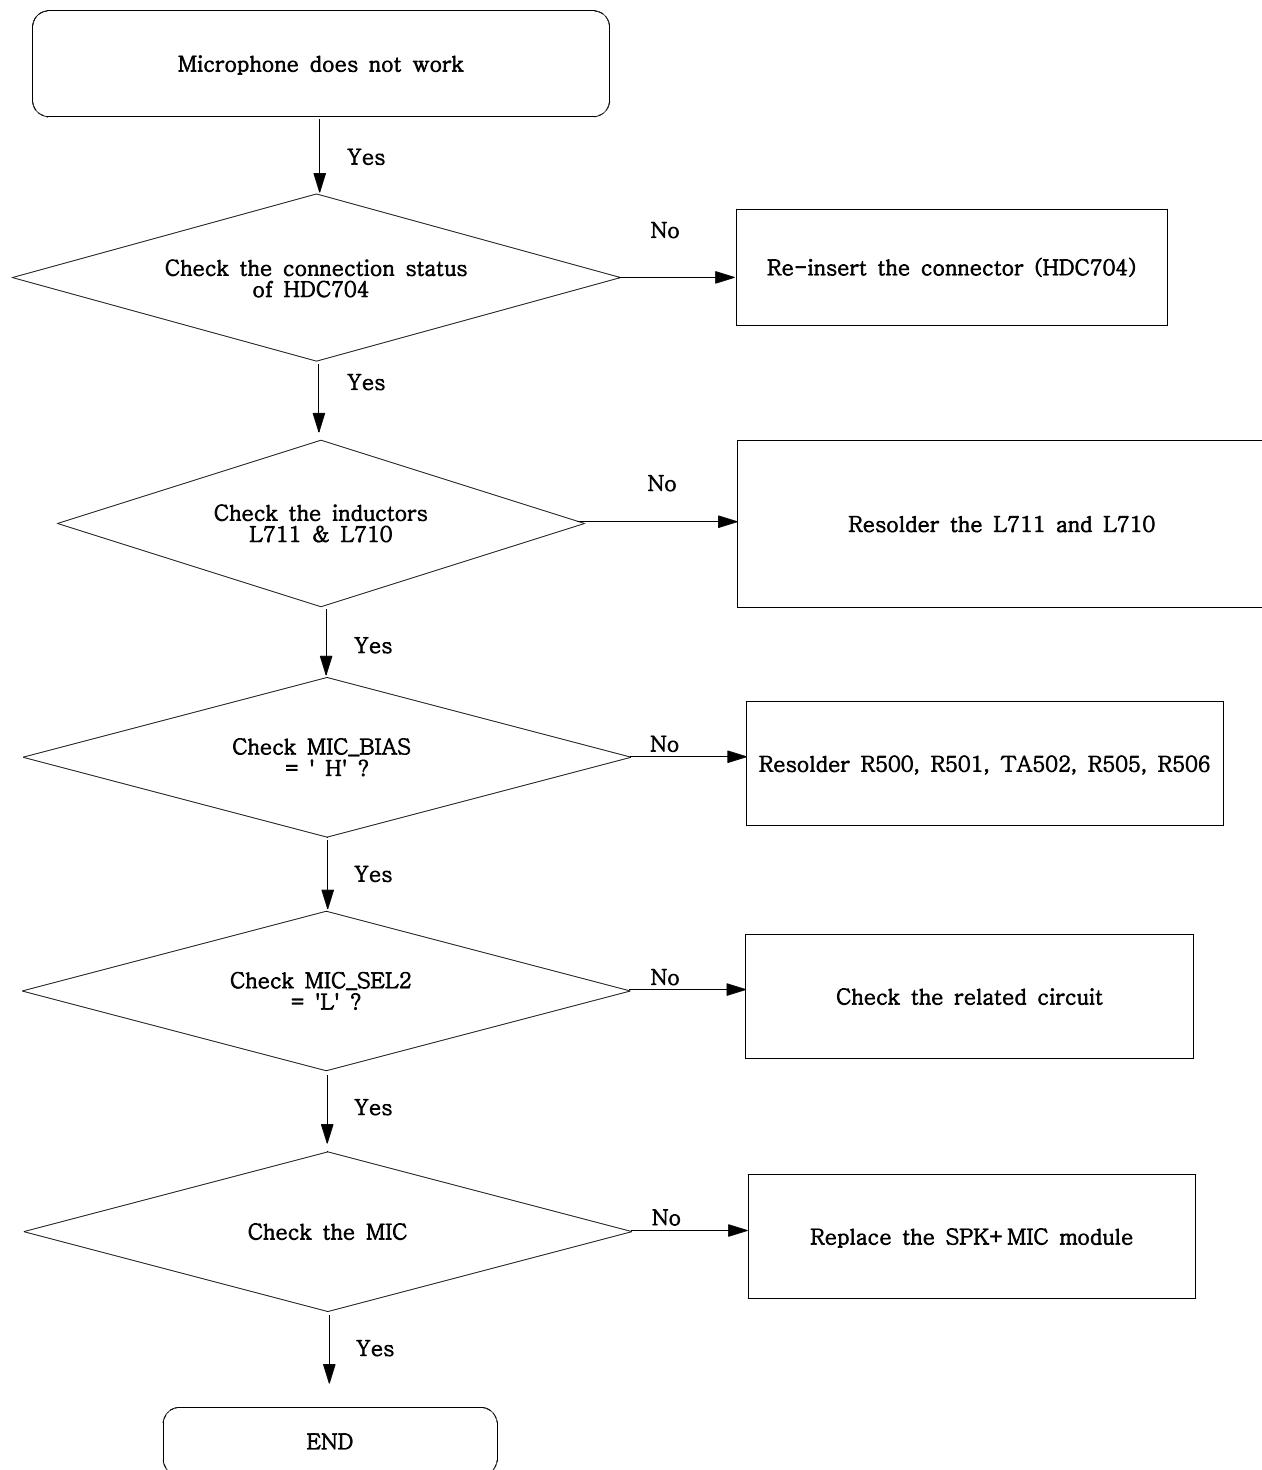 Microphone does not work
Yes
Check the connection status
of HDC704
No
Re-insert the connector (HDC704)
Yes
Check the inductors
L711 & L710
No
Resolder the L711 and L710
Yes
Check MIC_BIAS
= ' H' ?
No
Resolder R500, R501, TA502, R505, R506
Yes
Check MIC_SEL2
= 'L' ?
No
Check the related circuit
Yes
Check the MIC
No
Replace the SPK+MIC module
Yes
END